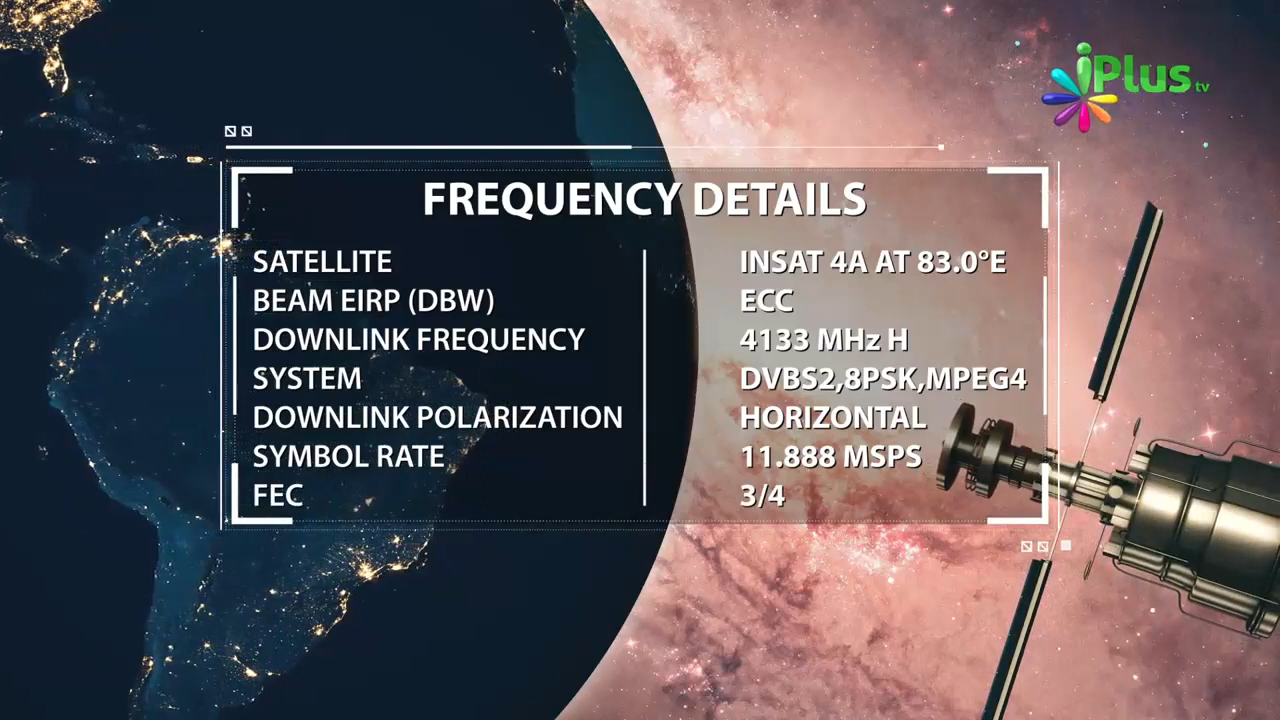 iPlus tv
FREQUENCY DETAILS
SATELLITE INSAT 4A AT 83.0°E
BEAM EIRP (DBW) ECC
DOWNLINK FREQUENCY 4133 MHz H
SYSTEM DVBS2,8PSK,MPEG4
DOWNLINK POLARIZATION HORIZONTAL
SYMBOL RATE 11.888 MSPS
FEC 3/4